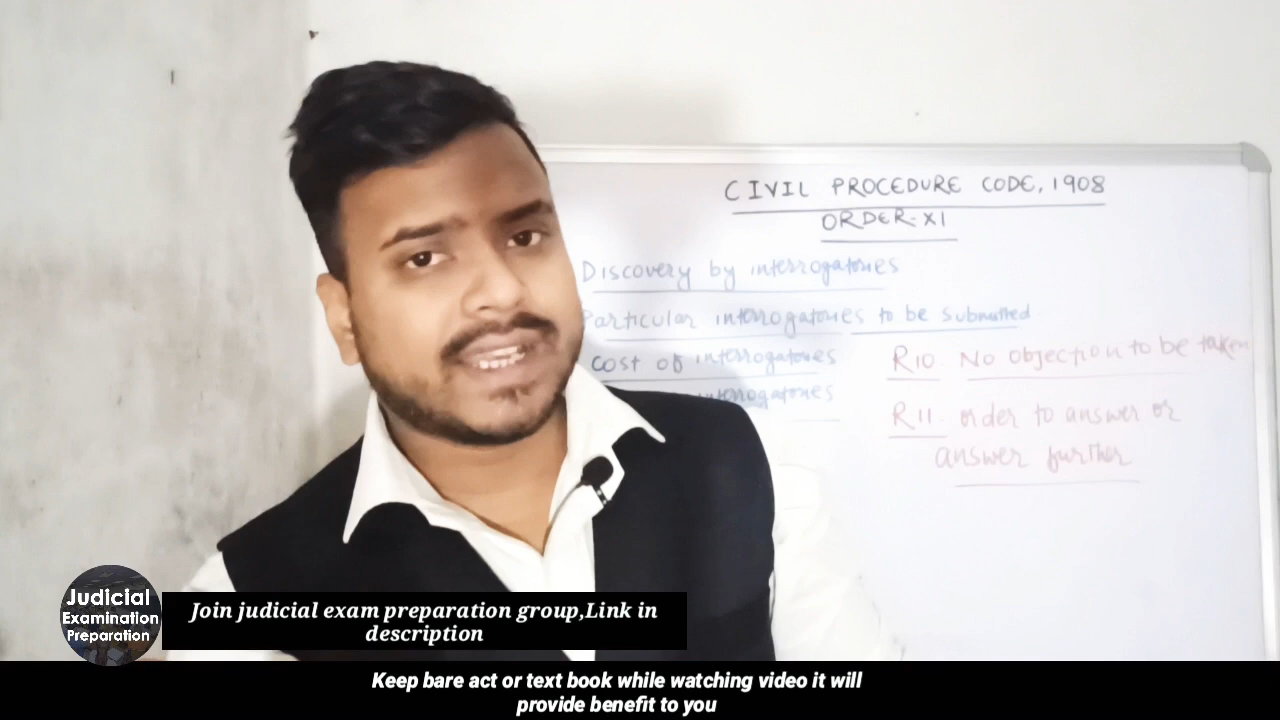 CIVIL PROCEDURE CODE, 1908
ORDER-XI
Discovery by interrogatories
Particular interrogatories to be submitted
Cost of interrogatories
interrogatories
R10. No objection to be taken
R11. order to answer or
answer further
Judicial
Examination
Preparation
Join judicial exam preparation group,Link in
description
Keep bare act or text book while watching video it will
provide benefit to you